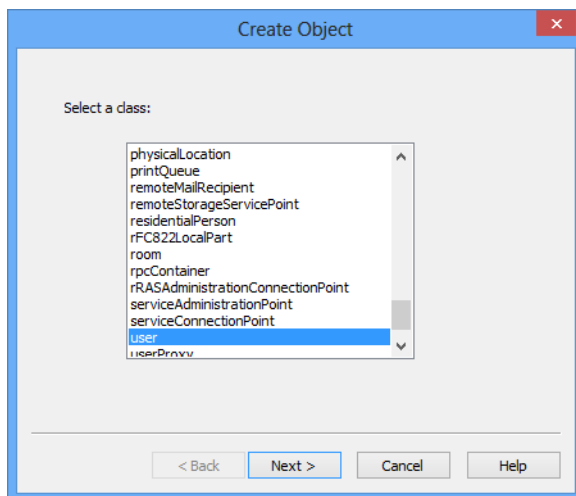 Create Object
Select a class:
physicalLocation
printQueue
remoteMailRecipient
remoteStorageServicePoint
residentialPerson
rFC822LocalPart
room
rpcContainer
rRASAdministrationConnectionPoint
serviceAdministrationPoint
serviceConnectionPoint
user
userProxy
< Back
Next >
Cancel
Help